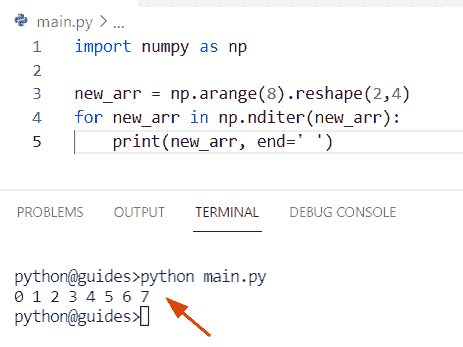 main.py > ...
1 import numpy as np
2
3 new_arr = np.arange(8).reshape(2,4)
4 for new_arr in np.nditer(new_arr):
5     print(new_arr, end=' ')
PROBLEMS OUTPUT TERMINAL DEBUG CONSOLE
python@guides>python main.py
0 1 2 3 4 5 6 7
python@guides>